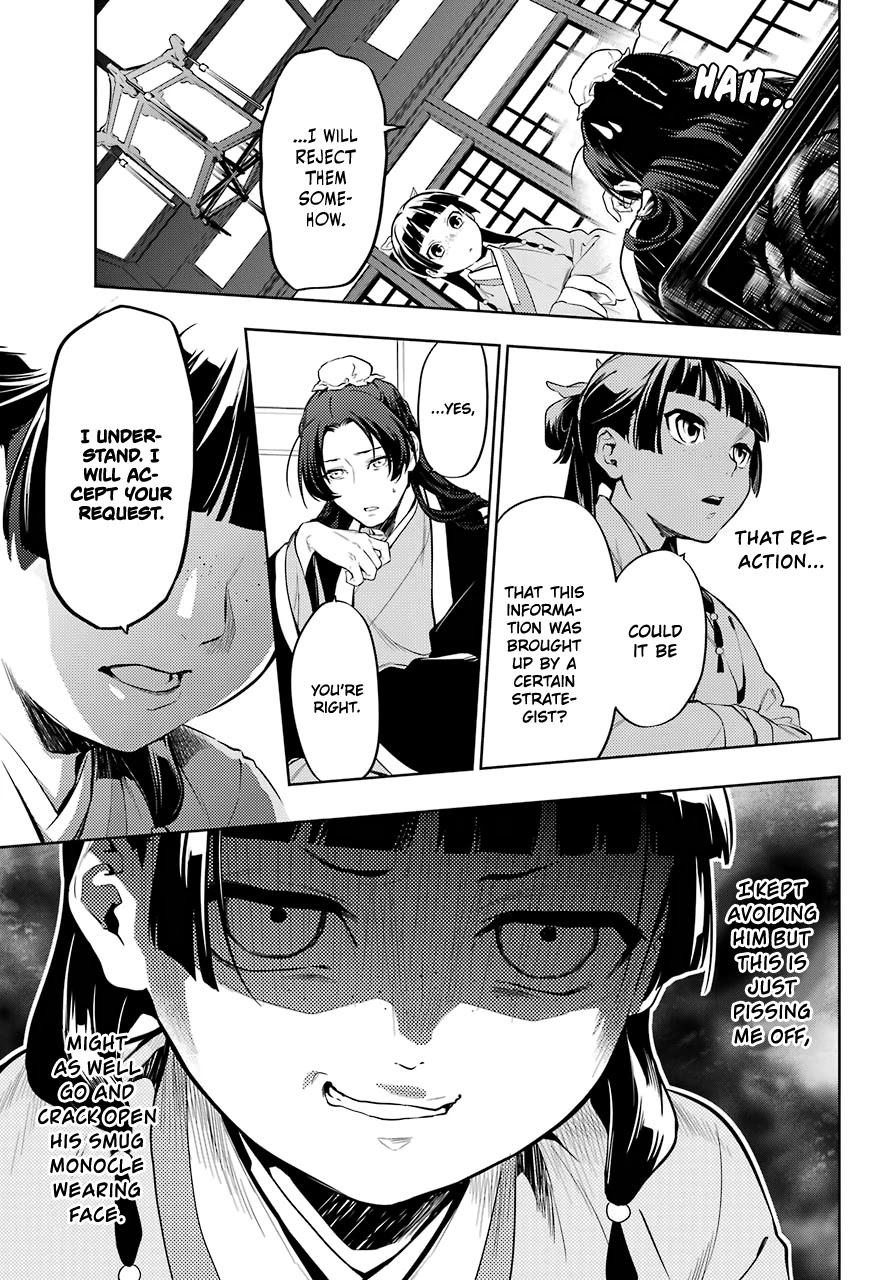 HAH...
...I WILL
REJECT
THEM
SOME-
HOW.
THAT RE-
ACTION...
COULD
IT BE
THAT THIS
INFORMA-
TION WAS
BROUGHT
UP BY A
CERTAIN
STRATE-
GIST?
...YES,
YOU'RE
RIGHT.
I UNDER-
STAND. I
WILL AC-
CEPT YOUR
REQUEST.
I KEPT
AVOIDING
HIM BUT
THIS IS
JUST
PISSING
ME OFF,
MIGHT
AS WELL
GO AND
CRACK OPEN
HIS SMUG
MONOCLE
WEARING
FACE.